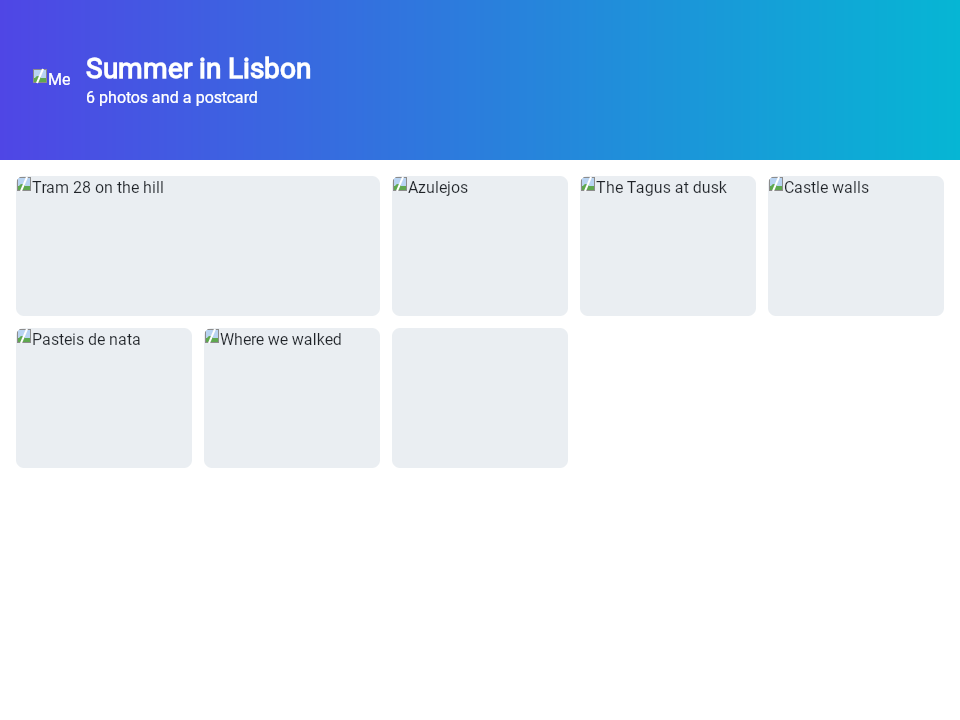 Me
Summer in Lisbon
6 photos and a postcard
Tram 28 on the hill
Azulejos
The Tagus at dusk
Castle walls
Pasteis de nata
Where we walked